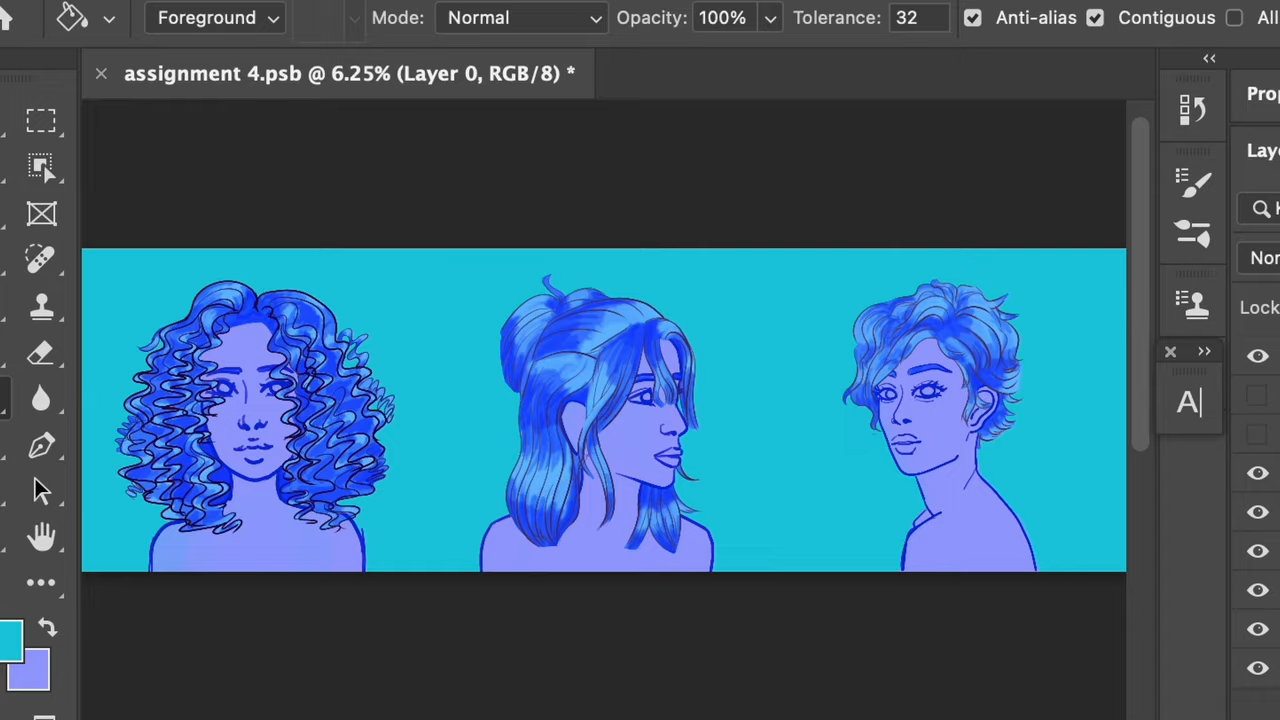 Foreground Mode: Normal Opacity: 100% Tolerance: 32 Anti-alias Contiguous All
assignment 4.psb @ 6.25% (Layer 0, RGB/8) *
Prop
Laye
Nor
Lock
A